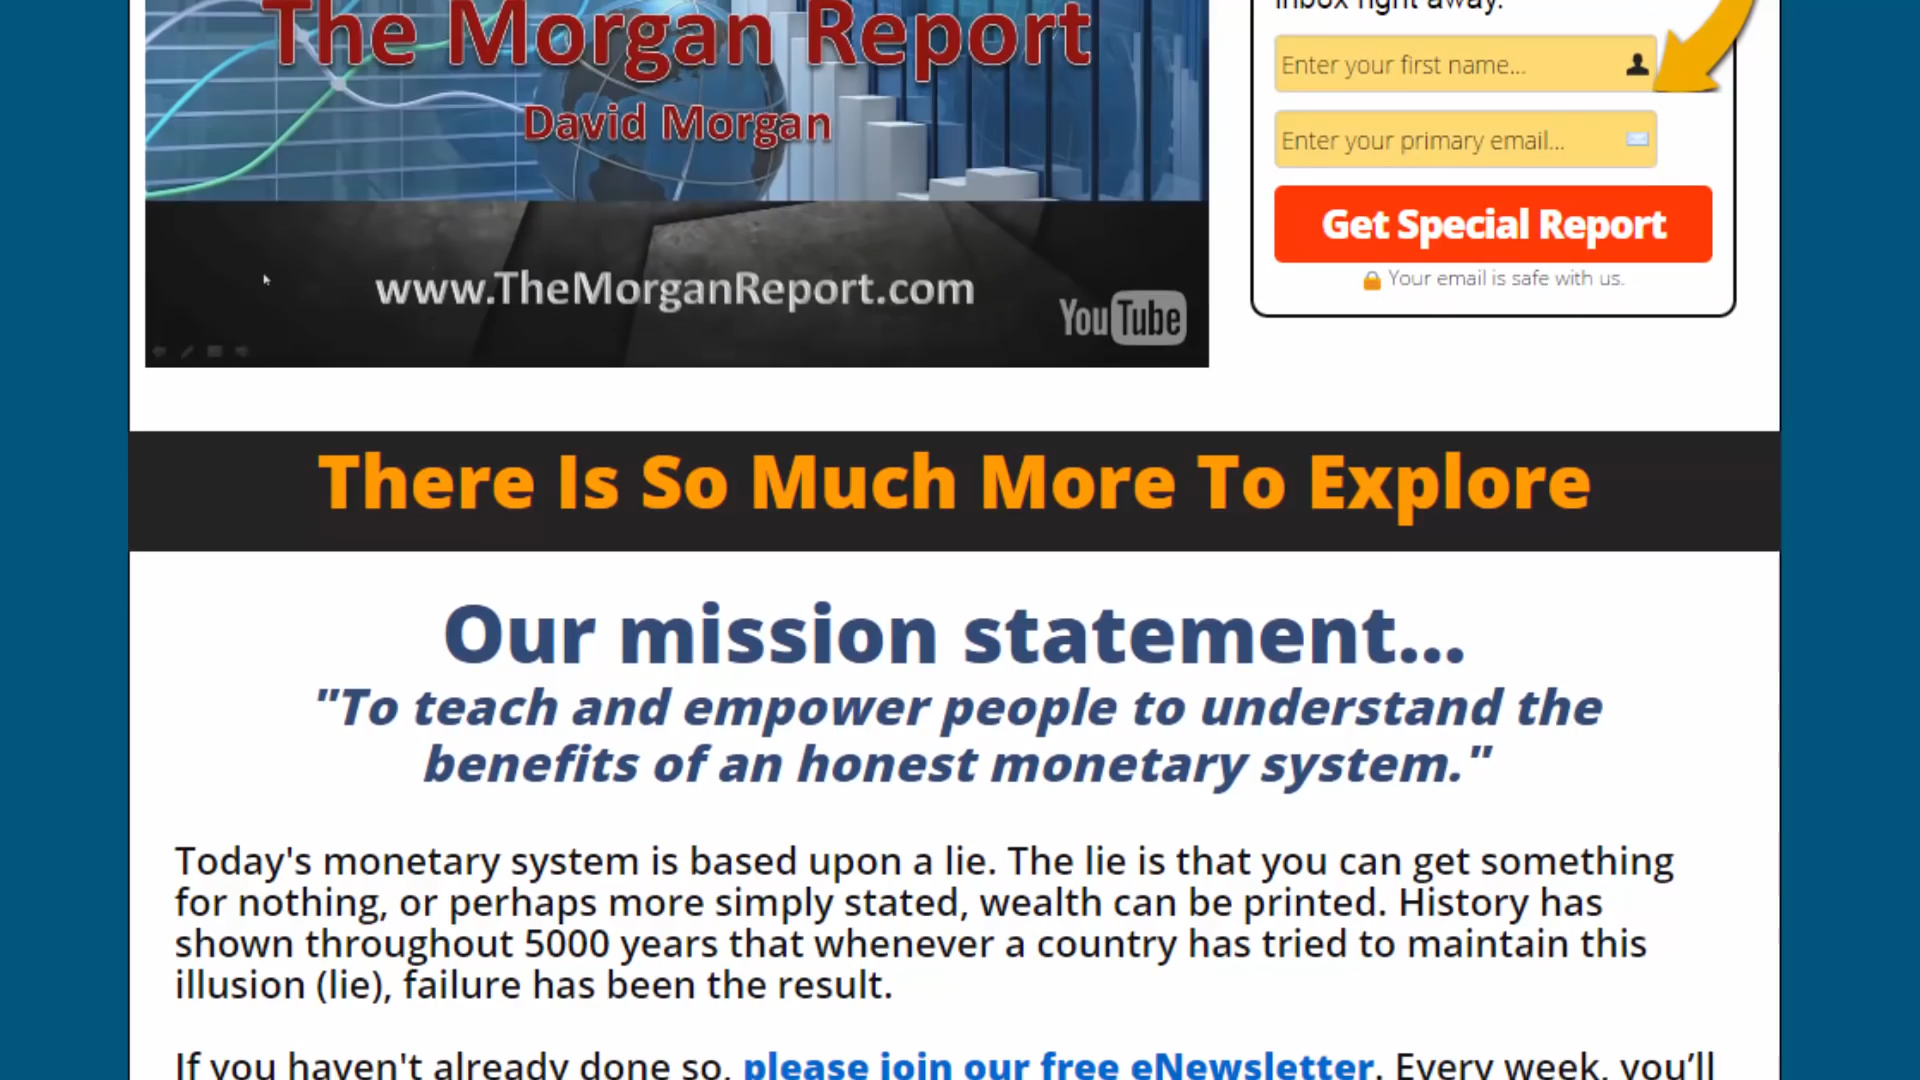 The Morgan Report
David Morgan
www.TheMorganReport.com
YouTube
inbox right away.
Enter your first name...
Enter your primary email...
Get Special Report
Your email is safe with us.
There Is So Much More To Explore
Our mission statement...
"To teach and empower people to understand the
benefits of an honest monetary system."
Today's monetary system is based upon a lie. The lie is that you can get something
for nothing, or perhaps more simply stated, wealth can be printed. History has
shown throughout 5000 years that whenever a country has tried to maintain this
illusion (lie), failure has been the result.
If you haven't already done so, please join our free eNewsletter. Every week, you'll